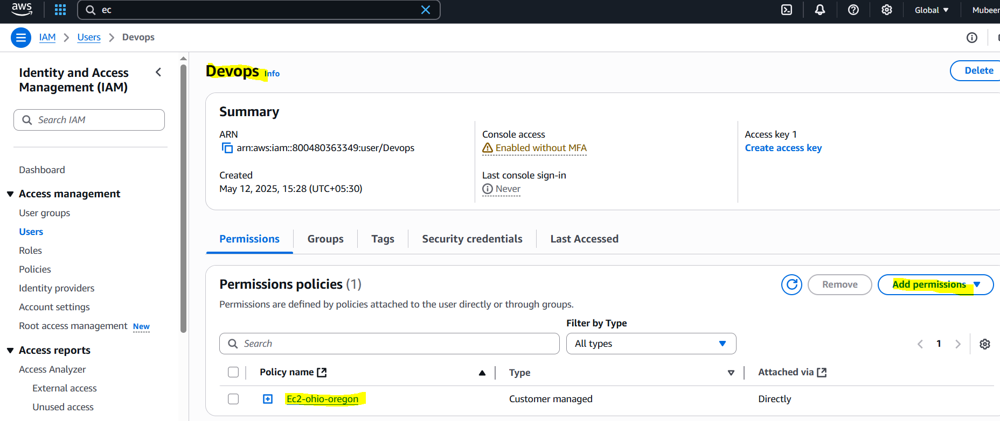 aws
ec
Global
Mubeen
IAM > Users > Devops
Identity and Access
Management (IAM)
Search IAM
Dashboard
Access management
User groups
Users
Roles
Policies
Identity providers
Account settings
Root access management New
Access reports
Access Analyzer
External access
Unused access
Devops Info
Delete
Summary
ARN
arn:aws:iam::800480363349:user/Devops
Created
May 12, 2025, 15:28 (UTC+05:30)
Console access
Enabled without MFA
Last console sign-in
Never
Access key 1
Create access key
Permissions
Groups
Tags
Security credentials
Last Accessed
Permissions policies (1)
Remove
Add permissions
Permissions are defined by policies attached to the user directly or through groups.
Filter by Type
Search
All types
1
Policy name
Type
Attached via
Ec2-ohio-oregon
Customer managed
Directly